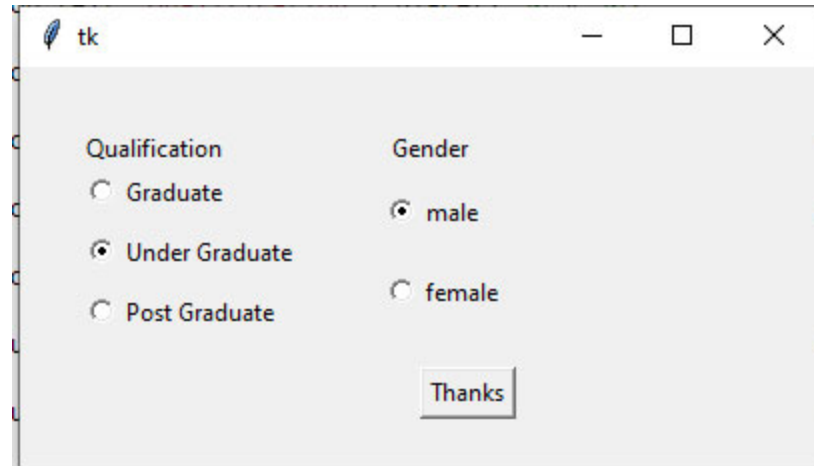 tk
Qualification
Graduate
Under Graduate
Post Graduate
Gender
male
female
Thanks